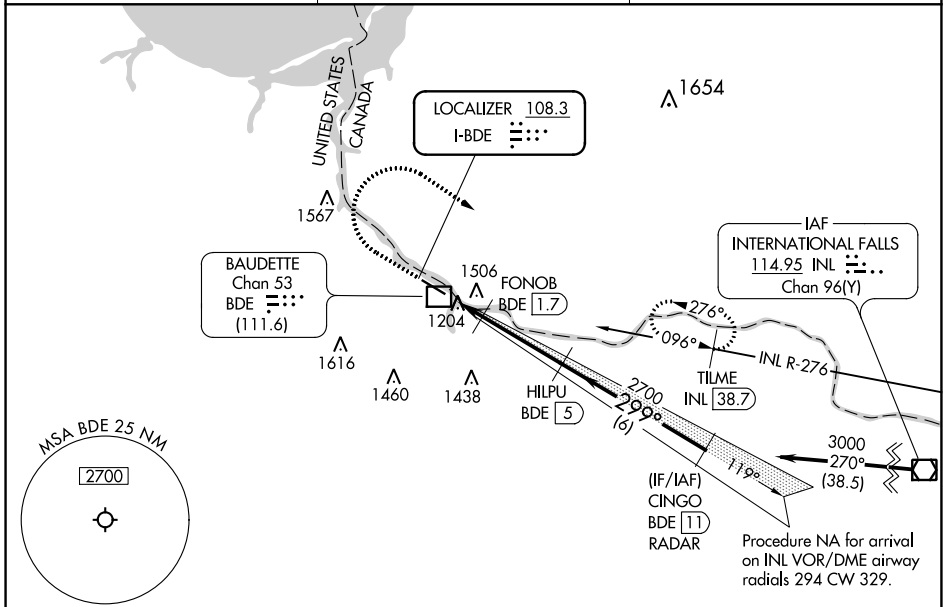 UNITED STATES
CANADA
LOCALIZER 108.3
I-BDE
1654
1567
IAF
INTERNATIONAL FALLS
114.95 INL
Chan 96(Y)
BAUDETTE
Chan 53
BDE
(111.6)
1506
FONOB
BDE 1.7
1204
276°
096°
INL R-276
TILME
INL 38.7
1616
1460
1438
HILPU
BDE 5
2700
299°
(6)
3000
270°
(38.5)
119°
(IF/IAF)
CINGO
BDE 11
RADAR
Procedure NA for arrival
on INL VOR/DME airway
radials 294 CW 329.
MSA BDE 25 NM
2700